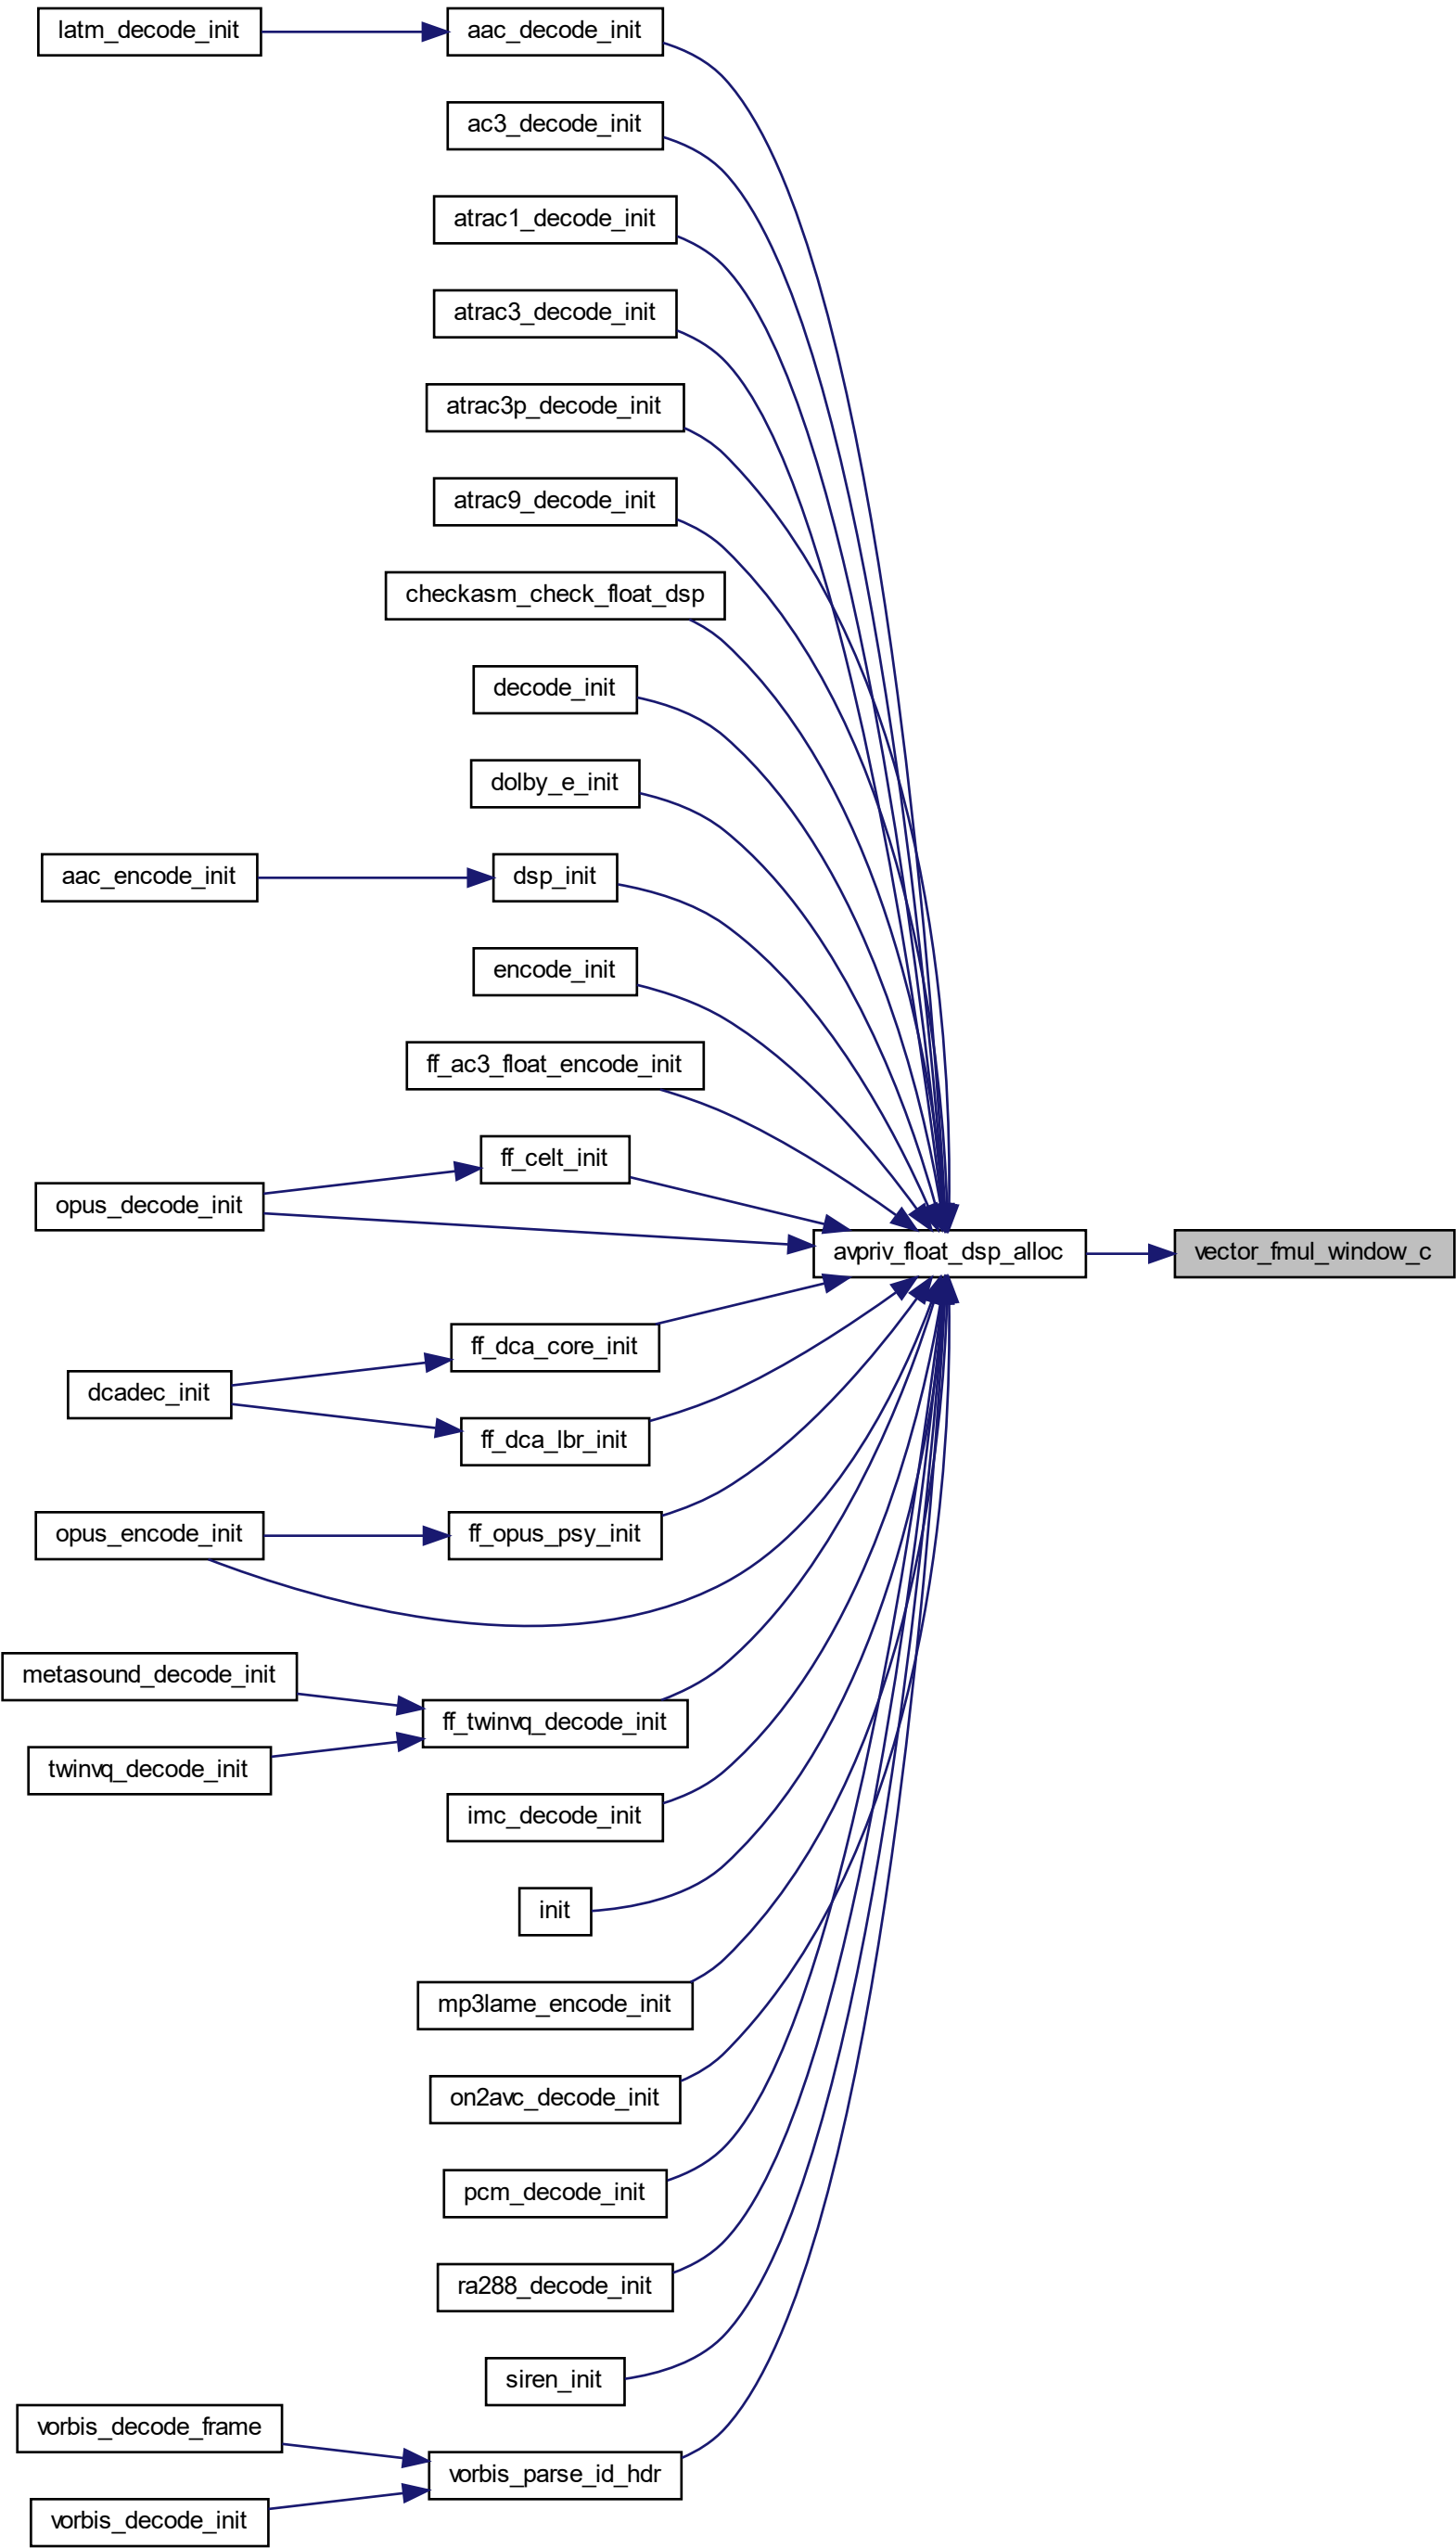 latm_decode_init
aac_decode_init
ac3_decode_init
atrac1_decode_init
atrac3_decode_init
atrac3p_decode_init
atrac9_decode_init
checkasm_check_float_dsp
decode_init
dolby_e_init
aac_encode_init
dsp_init
encode_init
ff_ac3_float_encode_init
ff_celt_init
opus_decode_init
avpriv_float_dsp_alloc
vector_fmul_window_c
ff_dca_core_init
dcadec_init
ff_dca_lbr_init
opus_encode_init
ff_opus_psy_init
metasound_decode_init
ff_twinvq_decode_init
twinvq_decode_init
imc_decode_init
init
mp3lame_encode_init
on2avc_decode_init
pcm_decode_init
ra288_decode_init
siren_init
vorbis_decode_frame
vorbis_parse_id_hdr
vorbis_decode_init